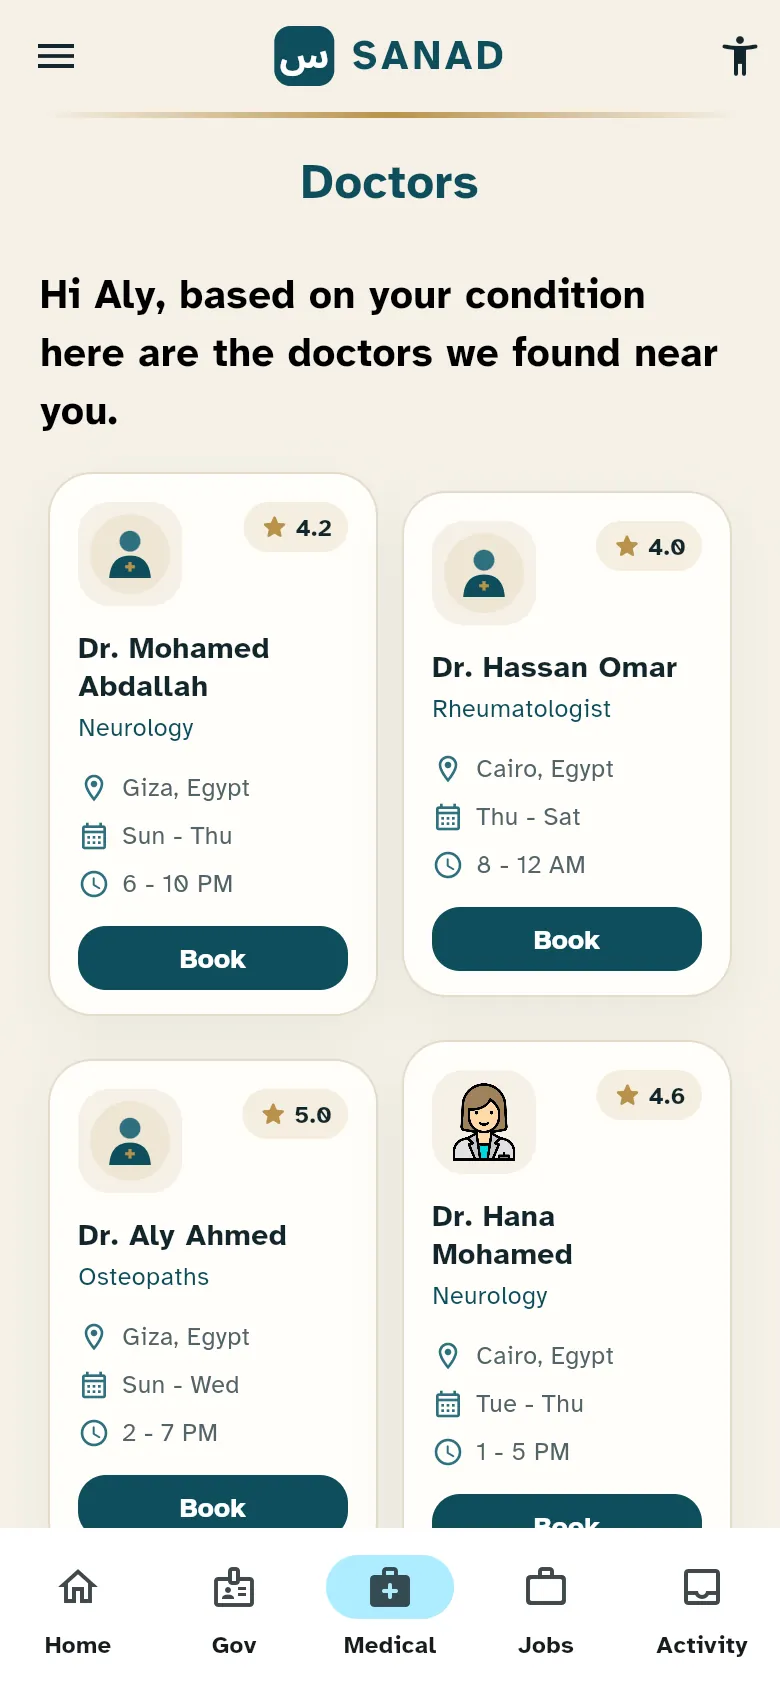 س SANAD
Doctors
Hi Aly, based on your condition
here are the doctors we found near
you.
4.2
Dr. Mohamed
Abdallah
Neurology
Giza, Egypt
Sun - Thu
6 - 10 PM
Book
4.0
Dr. Hassan Omar
Rheumatologist
Cairo, Egypt
Thu - Sat
8 - 12 AM
Book
5.0
Dr. Aly Ahmed
Osteopaths
Giza, Egypt
Sun - Wed
2 - 7 PM
Book
4.6
Dr. Hana
Mohamed
Neurology
Cairo, Egypt
Tue - Thu
1 - 5 PM
Book
Home Gov Medical Jobs Activity